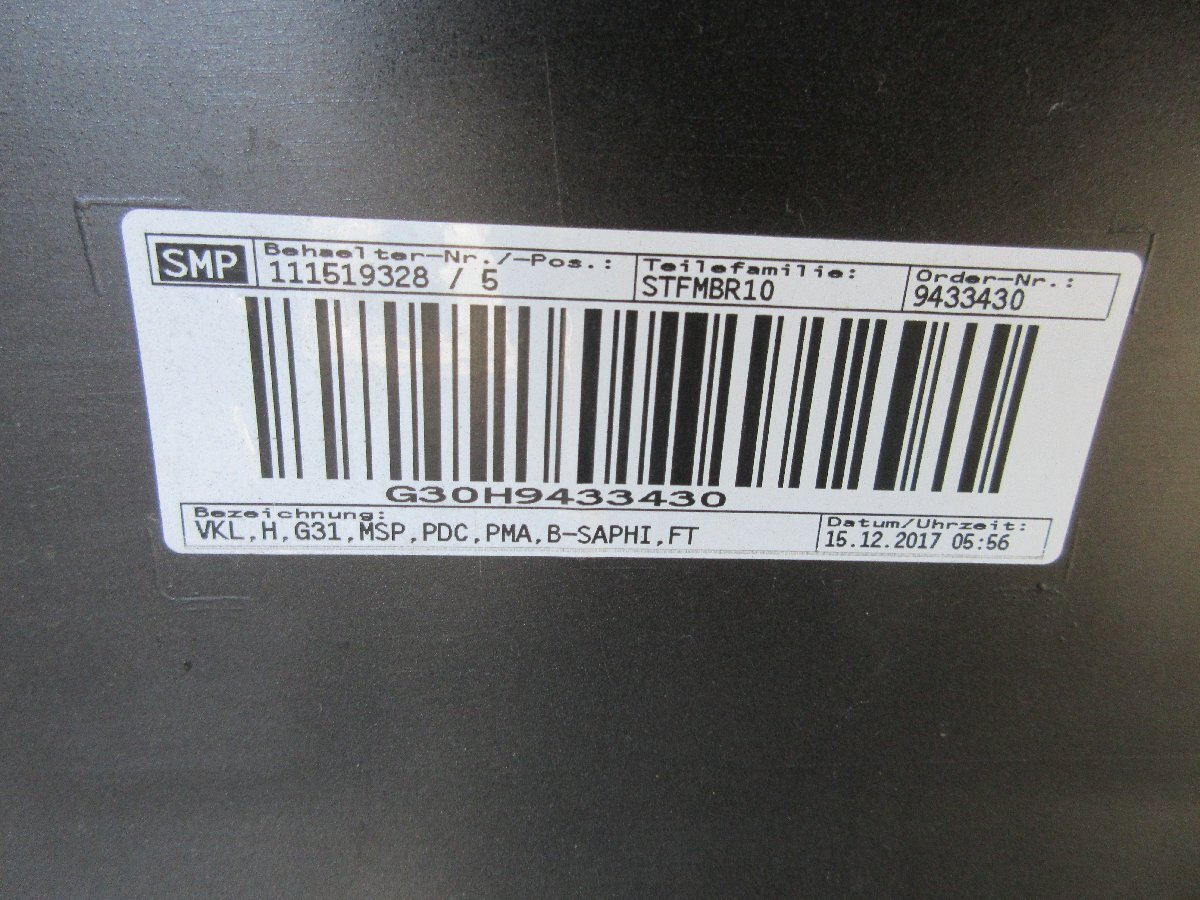 SMP
Behaelter-Nr./-Pos.:
111519328 / 5
Teilefamilie:
STFMBR10
Order-Nr.:
9433430
G30H9433430
Bezeichnung:
VKL,H,G31,MSP,PDC,PMA,B-SAPHI,FT
Datum/Uhrzeit:
15.12.2017 05:56